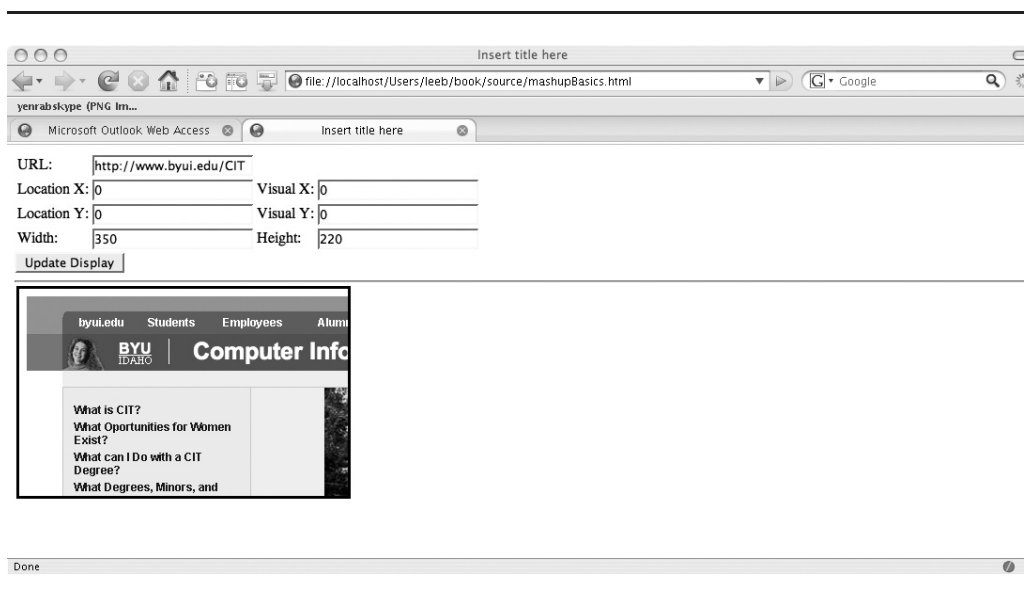 Insert title here
file://localhost/Users/leeb/book/source/mashupBasics.html
G Google
yenrabskype (PNG Im...
Microsoft Outlook Web Access Insert title here
URL: http://www.byui.edu/CIT
Location X: 0 Visual X: 0
Location Y: 0 Visual Y: 0
Width: 350 Height: 220
Update Display
byui.edu Students Employees Alum
BYU
IDAHO
Computer Info
What is CIT?
What Oportunities for Women
Exist?
What can I Do with a CIT
Degree?
What Degrees, Minors, and
Done